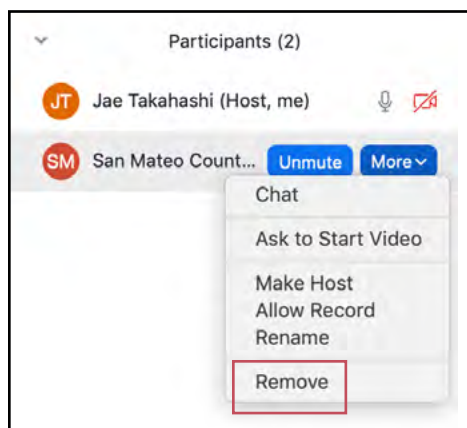 Participants (2)
JT Jae Takahashi (Host, me)
SM San Mateo Count... Unmute More
Chat
Ask to Start Video
Make Host
Allow Record
Rename
Remove